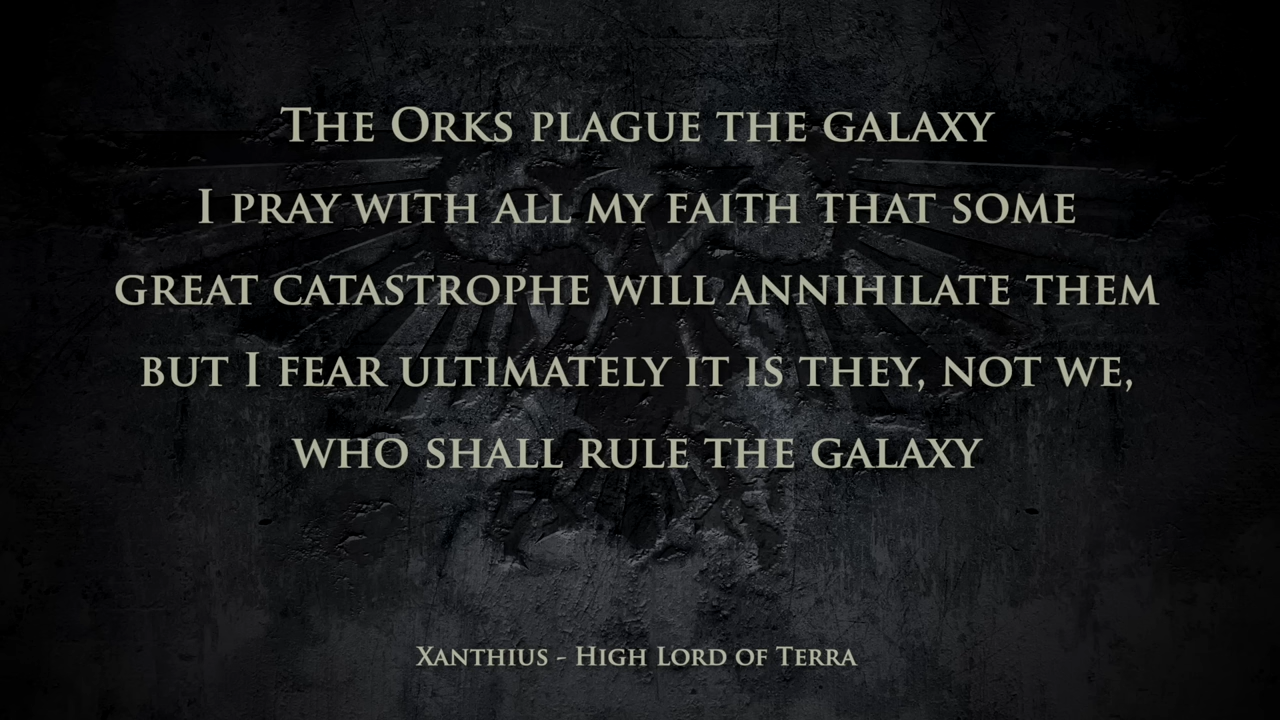 The Orks plague the galaxy
I pray with all my faith that some
great catastrophe will annihilate them
but I fear ultimately it is they, not we,
who shall rule the galaxy
Xanthius - High Lord of Terra